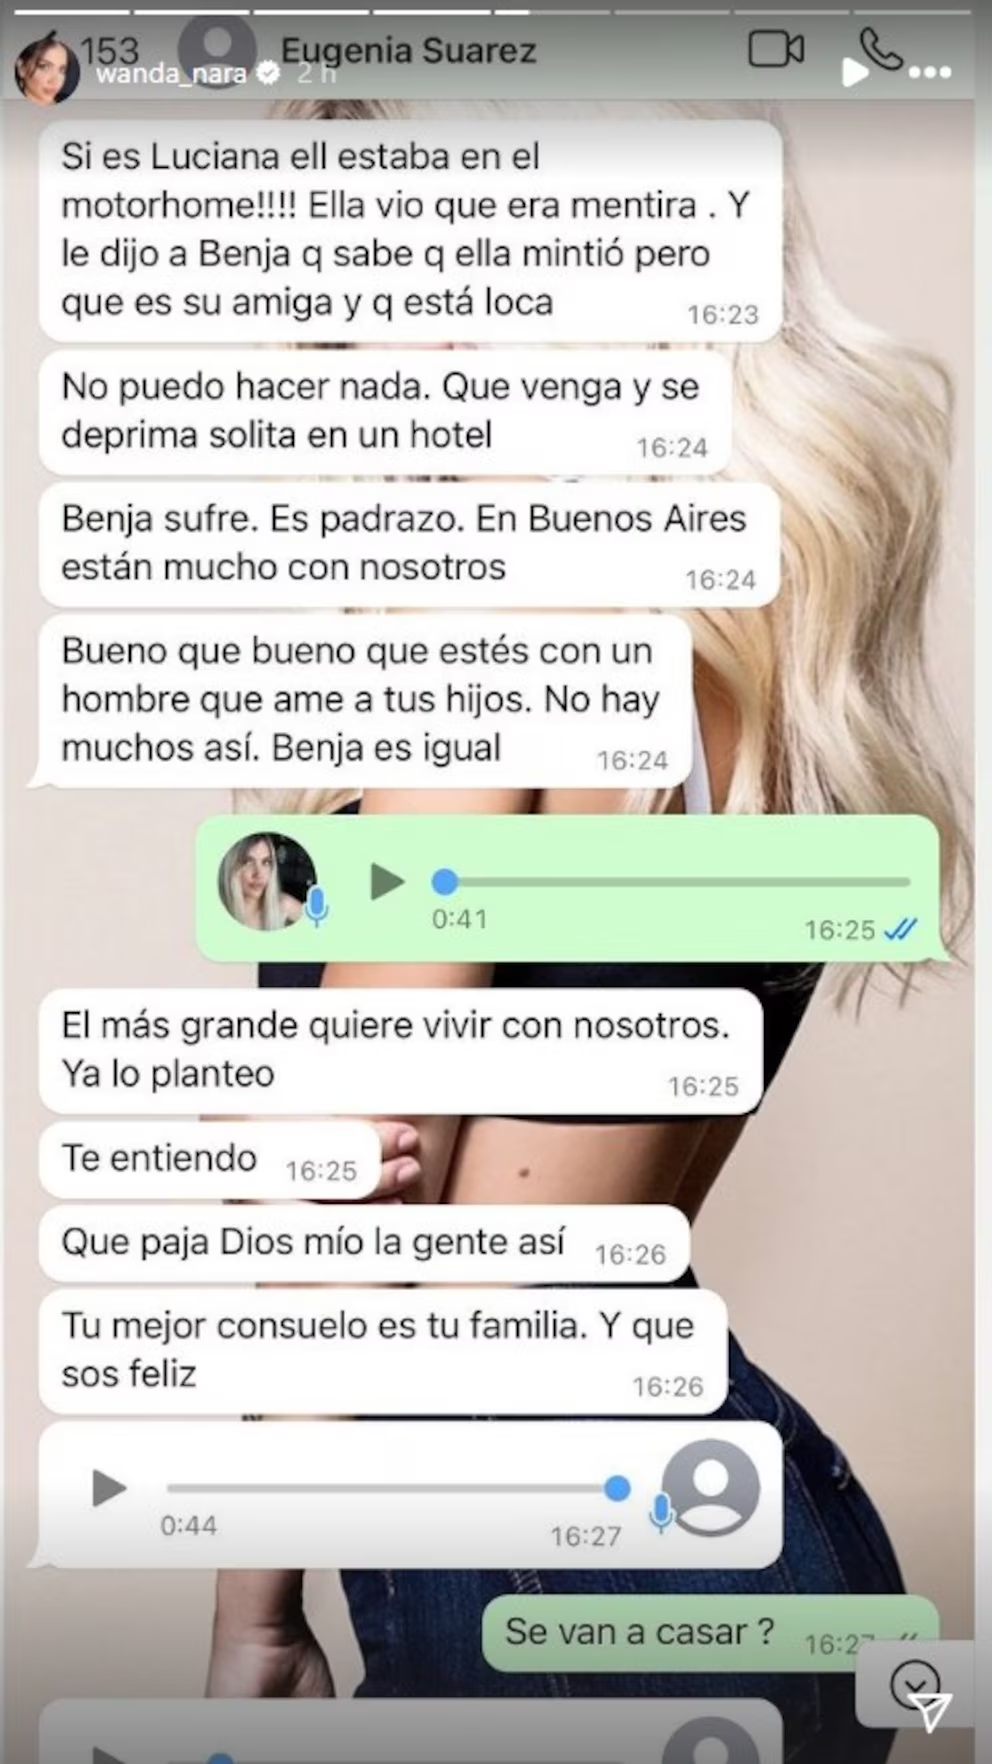 153
Eugenia Suarez
wanda_nara 2 h
Si es Luciana ell estaba en el
motorhome!!!! Ella vio que era mentira . Y
le dijo a Benja q sabe q ella mintió pero
que es su amiga y q está loca
16:23
No puedo hacer nada. Que venga y se
deprima solita en un hotel
16:24
Benja sufre. Es padrazo. En Buenos Aires
están mucho con nosotros
16:24
Bueno que bueno que estés con un
hombre que ame a tus hijos. No hay
muchos así. Benja es igual
16:24
0:41
16:25
El más grande quiere vivir con nosotros.
Ya lo planteo
16:25
Te entiendo 16:25
Que paja Dios mío la gente así 16:26
Tu mejor consuelo es tu familia. Y que
sos feliz
16:26
0:44
16:27
Se van a casar ? 16:27